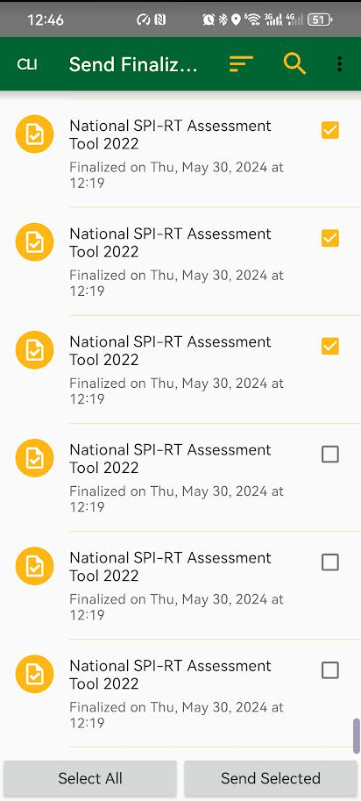 12:46
51
CLI
Send Finaliz...
National SPI-RT Assessment
Tool 2022
Finalized on Thu, May 30, 2024 at
12:19
National SPI-RT Assessment
Tool 2022
Finalized on Thu, May 30, 2024 at
12:19
National SPI-RT Assessment
Tool 2022
Finalized on Thu, May 30, 2024 at
12:19
National SPI-RT Assessment
Tool 2022
Finalized on Thu, May 30, 2024 at
12:19
National SPI-RT Assessment
Tool 2022
Finalized on Thu, May 30, 2024 at
12:19
National SPI-RT Assessment
Tool 2022
Finalized on Thu, May 30, 2024 at
12:19
Select All
Send Selected